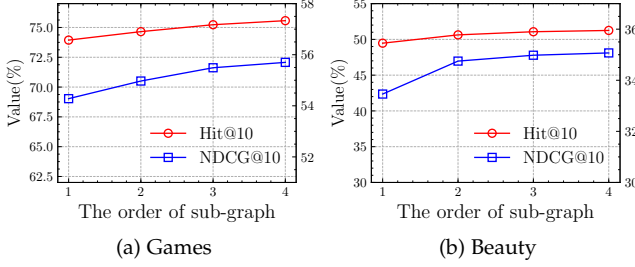 75.0
72.5
70.0
67.5
65.0
62.5
Value(%)
58
56
54
52
Hit@10
NDCG@10
1 2 3 4
The order of sub-graph
(a) Games
55
50
45
40
35
30
Value(%)
36
34
32
30
Hit@10
NDCG@10
1 2 3 4
The order of sub-graph
(b) Beauty